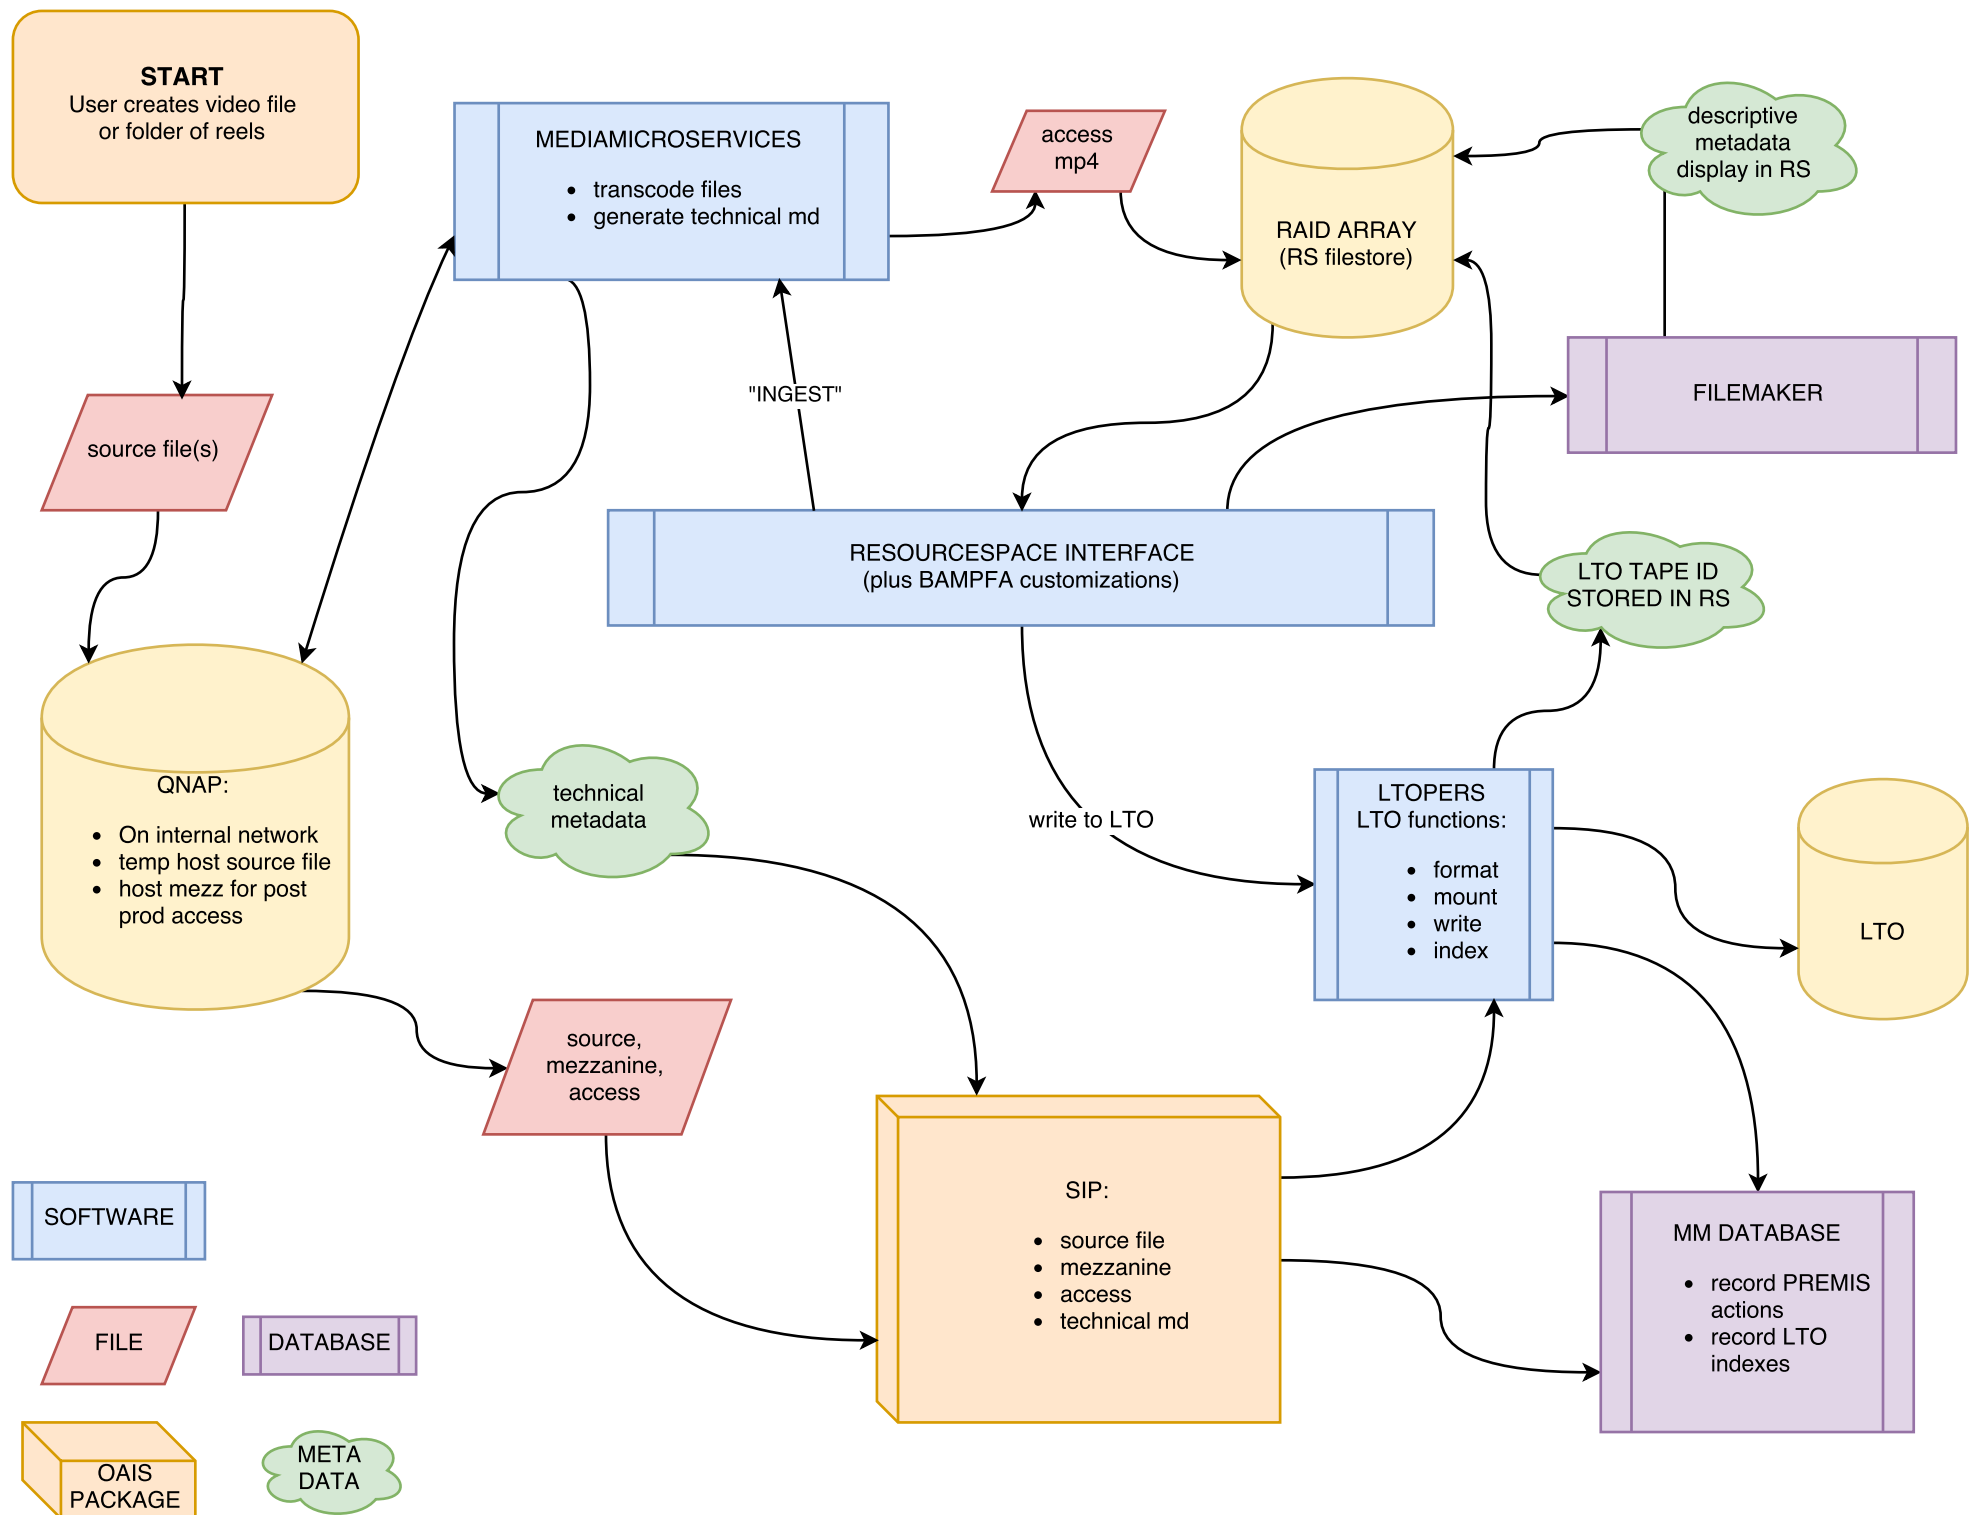 START
User creates video file
or folder of reels
MEDIAMICROSERVICES
• transcode files
• generate technical md
access
mp4
RAID ARRAY
(RS filestore)
descriptive
metadata
display in RS
"INGEST"
FILEMAKER
source file(s)
RESOURCESPACE INTERFACE
(plus BAMPFA customizations)
LTO TAPE ID
STORED IN RS
QNAP:
• On internal network
• temp host source file
• host mezz for post
prod access
technical
metadata
write to LTO
LTOPERS
LTO functions:
• format
• mount
• write
• index
LTO
source,
mezzanine,
access
SIP:
• source file
• mezzanine
• access
• technical md
MM DATABASE
• record PREMIS
actions
• record LTO
indexes
SOFTWARE
FILE
DATABASE
OAIS
PACKAGE
META
DATA